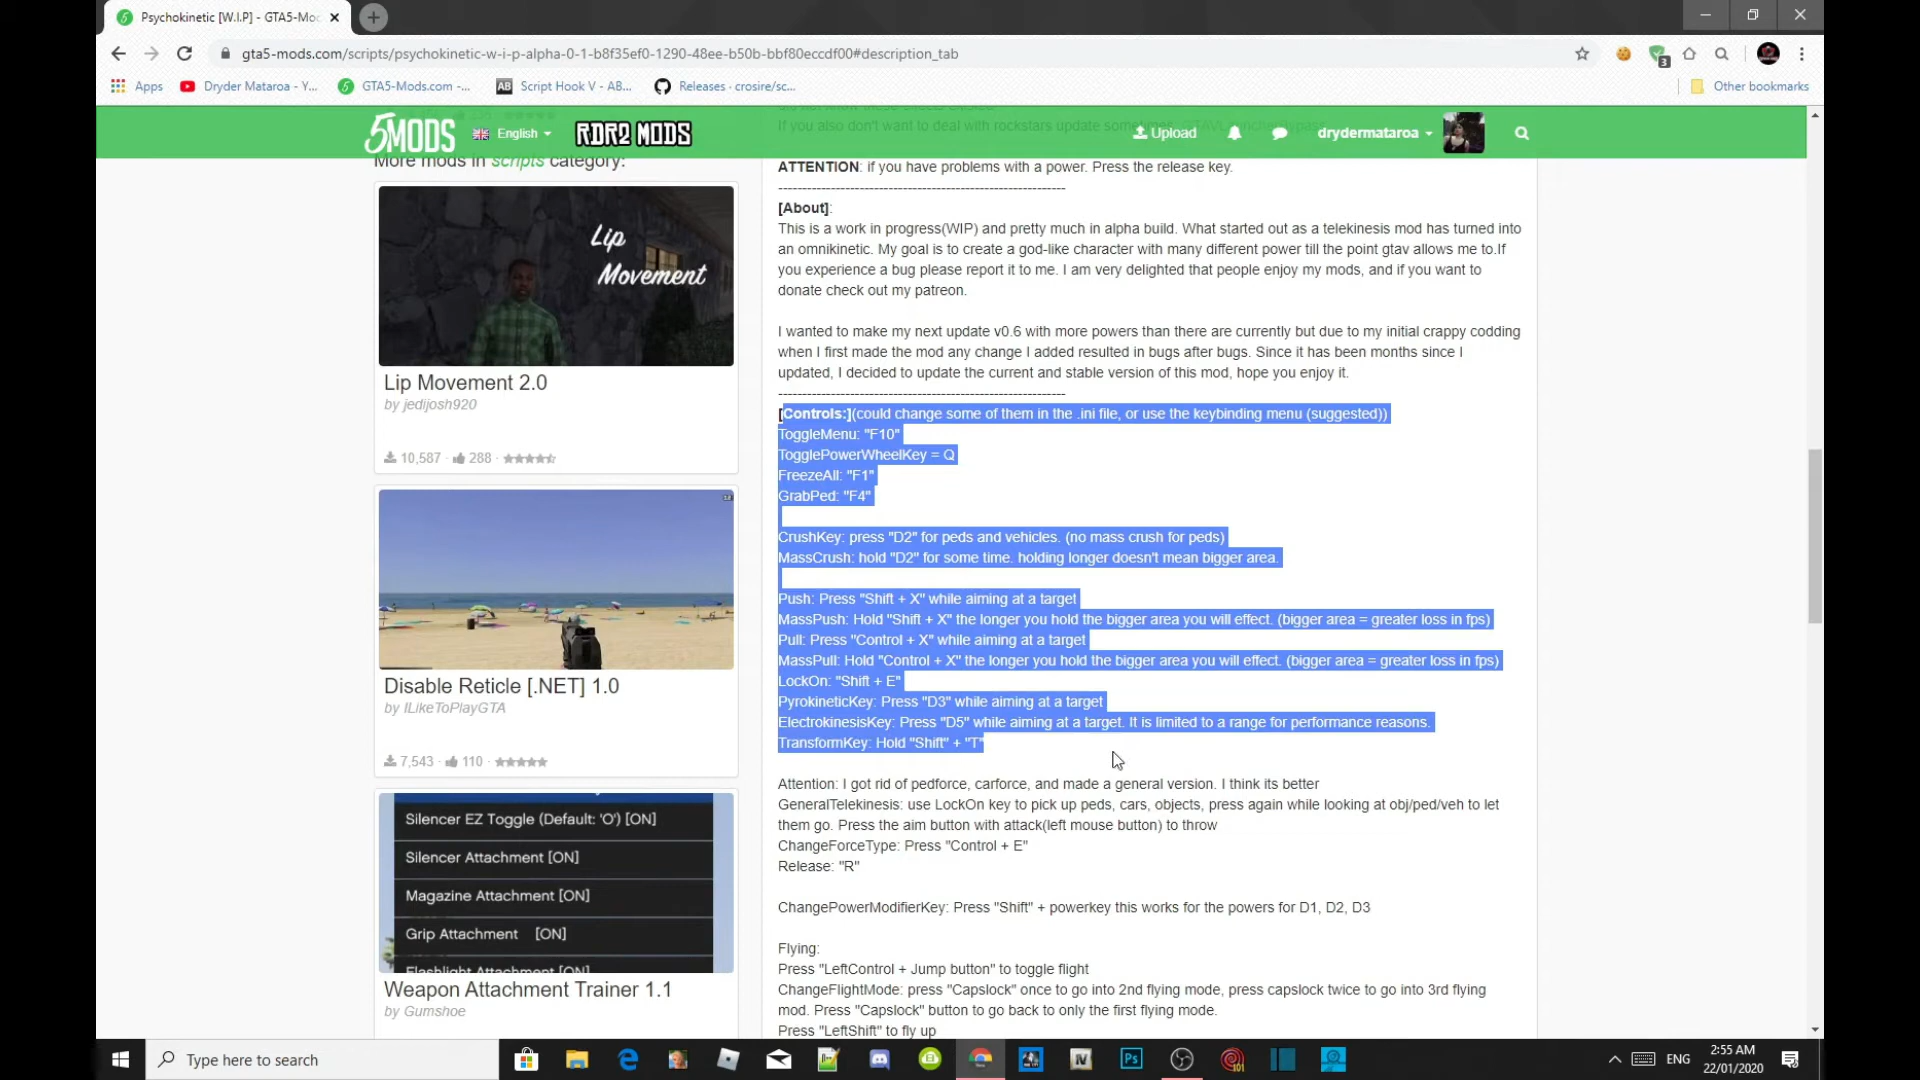 Psychokinetic [W.I.P] - GTA5-Mo
gta5-mods.com/scripts/psychokinetic-w-i-p-alpha-0-1-b8f35ef0-1290-48ee-b50b-bbf80eccdf00#description_tab
3
Apps
Dryder Mataroa - Y...
GTA5-Mods.com -...
AB
Script Hook V - AB...
Releases · crosire/sc...
Other bookmarks
5MODS
English
RDR2 MODS
Upload
drydermataroa
If you also don't want to deal with rockstars update sometimes,
More mods in scripts category:
Lip Movement
Lip Movement 2.0
by jedijosh920
10,587 · 288 ·
Disable Reticle [.NET] 1.0
by ILikeToPlayGTA
7,543 · 110 ·
Silencer EZ Toggle (Default: 'O') [ON]
Silencer Attachment [ON]
Magazine Attachment [ON]
Grip Attachment [ON]
Flashlight Attachment [ON]
Weapon Attachment Trainer 1.1
by Gumshoe
ATTENTION: if you have problems with a power. Press the release key.
-----------------------------------------------------------
[About]:
This is a work in progress(WIP) and pretty much in alpha build. What started out as a telekinesis mod has turned into
an omnikinetic. My goal is to create a god-like character with many different power till the point gtav allows me to.If
you experience a bug please report it to me. I am very delighted that people enjoy my mods, and if you want to
donate check out my patreon.
I wanted to make my next update v0.6 with more powers than there are currently but due to my initial crappy codding
when I first made the mod any change I added resulted in bugs after bugs. Since it has been months since I
updated, I decided to update the current and stable version of this mod, hope you enjoy it.
-----------------------------------------------------------
[Controls:](could change some of them in the .ini file, or use the keybinding menu (suggested))
ToggleMenu: "F10"
TogglePowerWheelKey = Q
FreezeAll: "F1"
GrabPed: "F4"
CrushKey: press "D2" for peds and vehicles. (no mass crush for peds)
MassCrush: hold "D2" for some time. holding longer doesn't mean bigger area.
Push: Press "Shift + X" while aiming at a target
MassPush: Hold "Shift + X" the longer you hold the bigger area you will effect. (bigger area = greater loss in fps)
Pull: Press "Control + X" while aiming at a target
MassPull: Hold "Control + X" the longer you hold the bigger area you will effect. (bigger area = greater loss in fps)
LockOn: "Shift + E"
PyrokineticKey: Press "D3" while aiming at a target
ElectrokinesisKey: Press "D5" while aiming at a target. It is limited to a range for performance reasons.
TransformKey: Hold "Shift" + "T"
Attention: I got rid of pedforce, carforce, and made a general version. I think its better
GeneralTelekinesis: use LockOn key to pick up peds, cars, objects, press again while looking at obj/ped/veh to let
them go. Press the aim button with attack(left mouse button) to throw
ChangeForceType: Press "Control + E"
Release: "R"
ChangePowerModifierKey: Press "Shift" + powerkey this works for the powers for D1, D2, D3
Flying:
Press "LeftControl + Jump button" to toggle flight
ChangeFlightMode: press "Capslock" once to go into 2nd flying mode, press capslock twice to go into 3rd flying
mod. Press "Capslock" button to go back to only the first flying mode.
Press "LeftShift" to fly up
Type here to search
IV
Ps
ENG
2:55 AM
22/01/2020